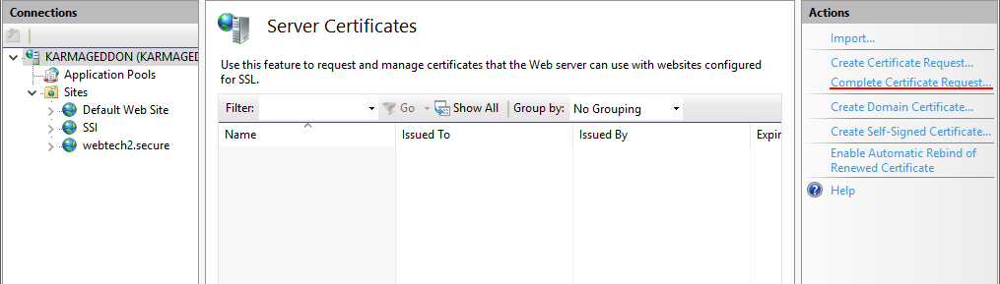 Connections
KARMAGEDDON (KARMAGED
Application Pools
Sites
Default Web Site
SSI
webtech2.secure
Server Certificates
Use this feature to request and manage certificates that the Web server can use with websites configured
for SSL.
Filter:
Go
Show All
Group by:
No Grouping
Name
Issued To
Issued By
Expir
Actions
Import...
Create Certificate Request...
Complete Certificate Request...
Create Domain Certificate...
Create Self-Signed Certificate...
Enable Automatic Rebind of
Renewed Certificate
Help